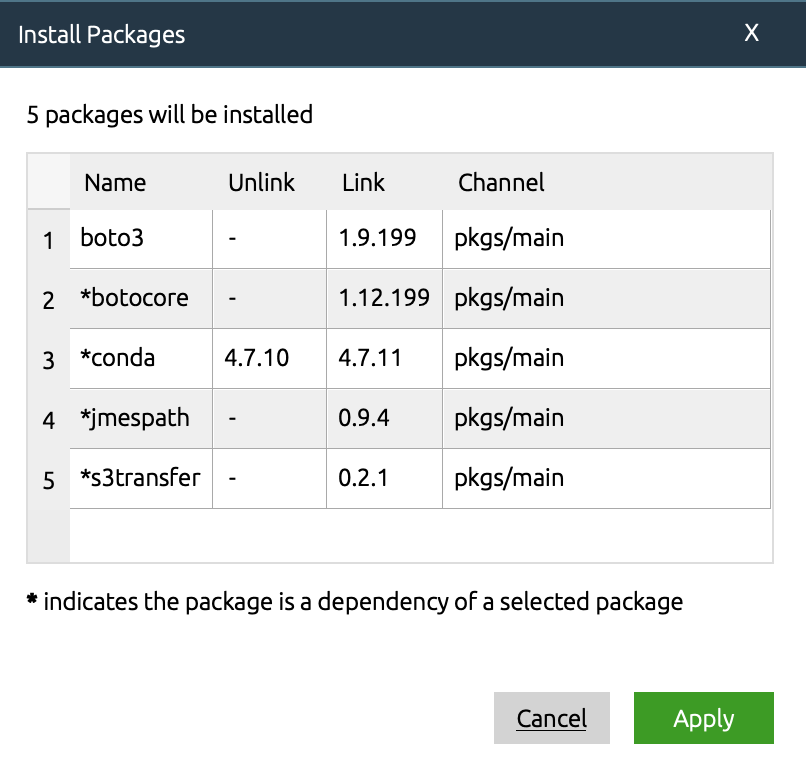 Install Packages X
5 packages will be installed
Name Unlink Link Channel
1 boto3 - 1.9.199 pkgs/main
2 *botocore - 1.12.199 pkgs/main
3 *conda 4.7.10 4.7.11 pkgs/main
4 *jmespath - 0.9.4 pkgs/main
5 *s3transfer - 0.2.1 pkgs/main
* indicates the package is a dependency of a selected package
Cancel Apply